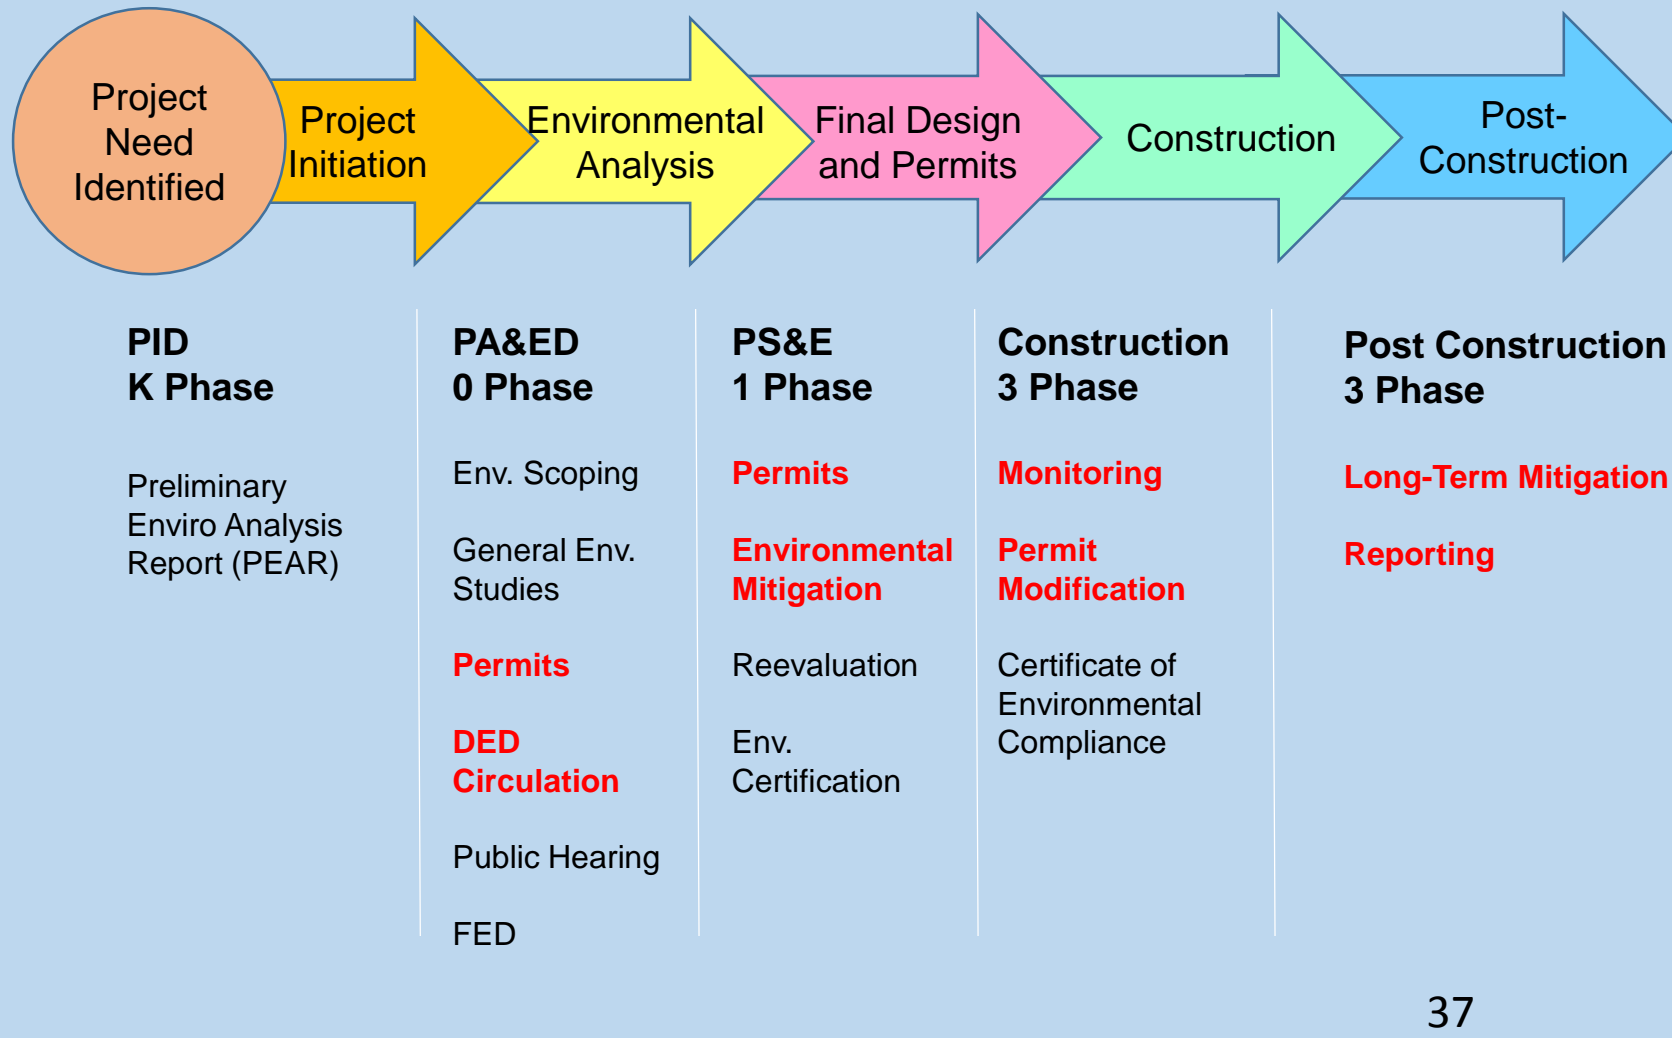 Project
Need
Identified
Project
Initiation
Environmental
Analysis
Final Design
and Permits
Construction
Post-
Construction
PID
K Phase
Preliminary
Enviro Analysis
Report (PEAR)
PA&ED
0 Phase
Env. Scoping
General Env.
Studies
Permits
DED
Circulation
Public Hearing
FED
PS&E
1 Phase
Permits
Environmental
Mitigation
Reevaluation
Env.
Certification
Construction
3 Phase
Monitoring
Permit
Modification
Certificate of
Environmental
Compliance
Post Construction
3 Phase
Long-Term Mitigation
Reporting
37